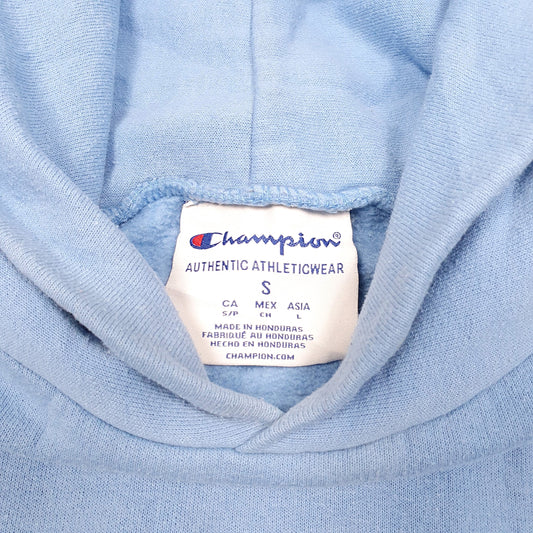 Champion®
AUTHENTIC ATHLETICWEAR
S
CA MEX ASIA
S/P CH L
MADE IN HONDURAS
FABRIQUÉ AU HONDURAS
HECHO EN HONDURAS
CHAMPION.COM